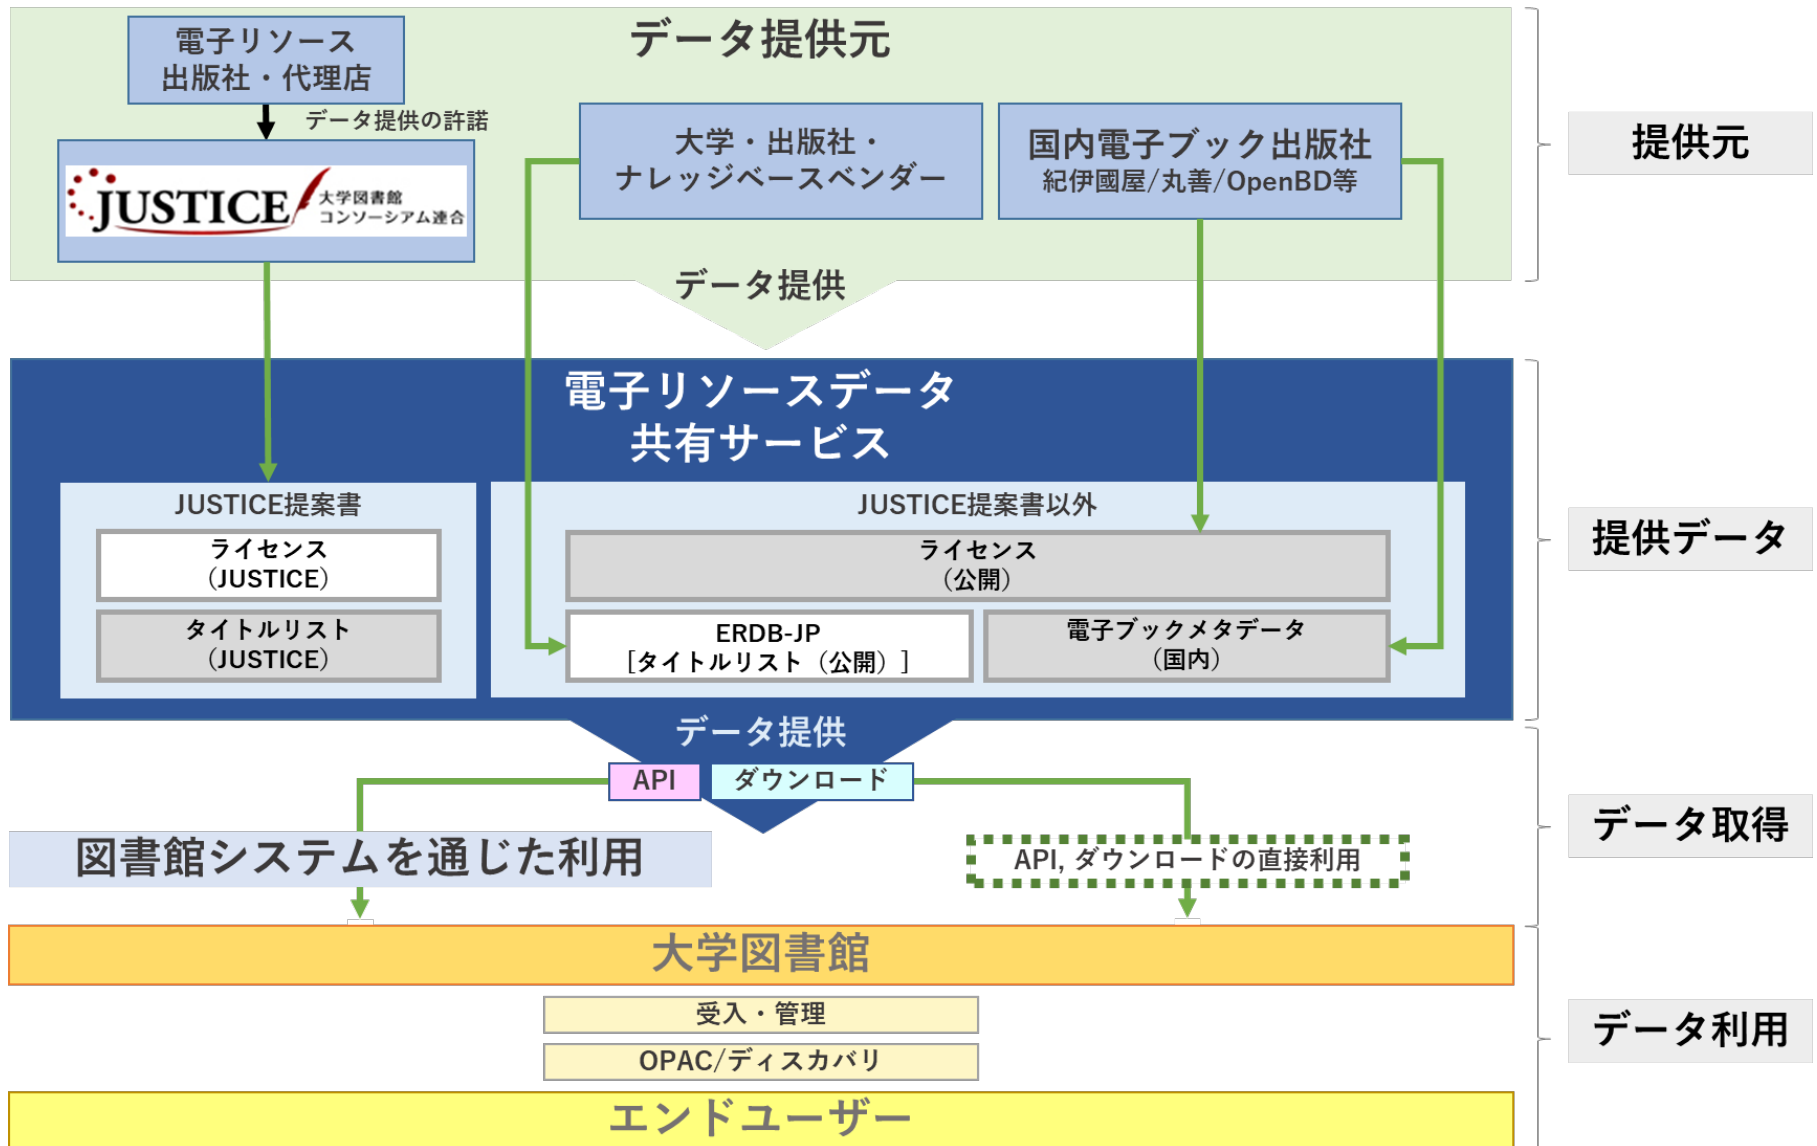 データ提供元
電子リソース
出版社・代理店
データ提供の許諾
JUSTICE
大学図書館
コンソーシアム連合
大学・出版社・
ナレッジベースベンダー
国内電子ブック出版社
紀伊國屋/丸善/OpenBD等
提供元
データ提供
電子リソースデータ
共有サービス
JUSTICE提案書
ライセンス
（JUSTICE）
タイトルリスト
（JUSTICE）
JUSTICE提案書以外
ライセンス
（公開）
ERDB-JP
[タイトルリスト（公開）]
電子ブックメタデータ
（国内）
提供データ
データ提供
API
ダウンロード
図書館システムを通じた利用
API, ダウンロードの直接利用
データ取得
大学図書館
受入・管理
OPAC/ディスカバリ
データ利用
エンドユーザー